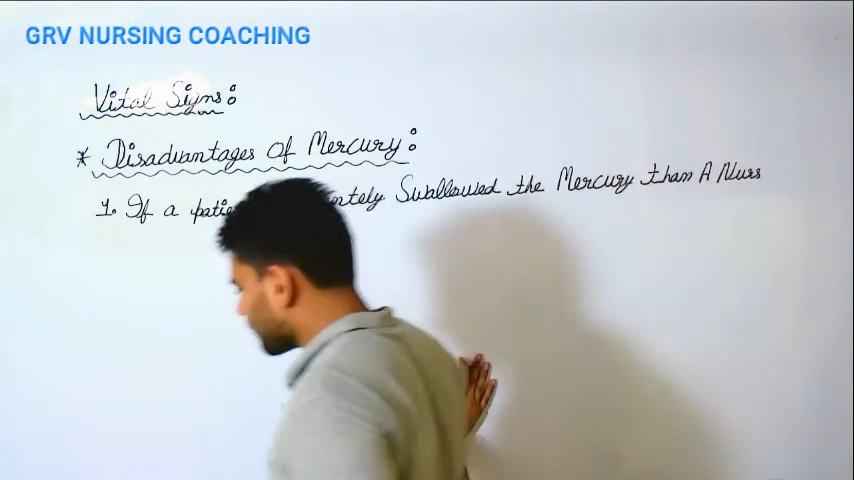 GRV NURSING COACHING
Vital Signs:
* Disadvantages Of Mercury:
1. If a Swallowed the Mercury than A Nurs